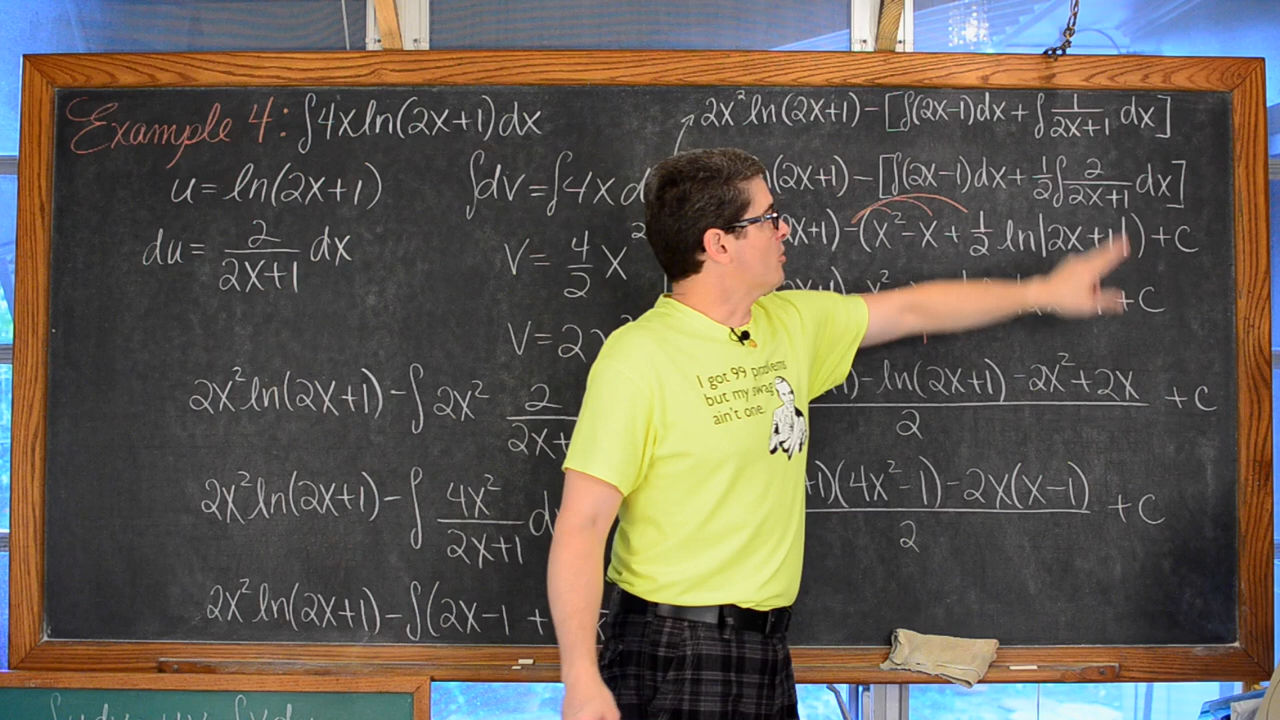 Example 4: ∫4xln(2x+1)dx
u = ln(2x+1)
∫dv = ∫4x d
du = 2/(2x+1) dx
v = 4/2 x²
v = 2
2x² ln(2x+1) - ∫ 2x² 2/(2x+
2x² ln(2x+1) - ∫ 4x²/(2x+1) d
2x² ln(2x+1) - ∫(2x-1 +
2x² ln(2x+1) - [∫(2x-1)dx + ∫ 1/(2x+1) dx]
(2x+1) - [∫(2x-1)dx + 1/2 ∫ 2/(2x+1) dx]
2x+1) - (x² - x + 1/2 ln|2x+1|) + C
x² + C
) - ln(2x+1) - 2x² + 2x / 2 + C
+1)(4x² - 1) - 2x(x-1) / 2 + C
I got 99 problems
but my swag
ain't one.